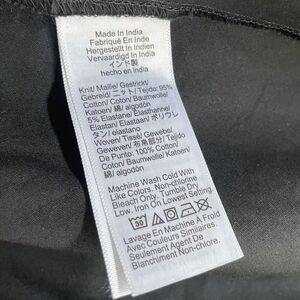 Made In India
Fabriqué En Inde
Hergestellt In Indien
Vervaardigd In India
インド製
hecho en india
Knit/ Maille/ Gestrickt/
Gebreid/ ニット/ Tejido: 95%
Cotton/ Coton/ Baumwolle/
Katoen/ 綿/ algodón
5% Elastane/ Elasthanne/
Elastan/ Elastaan/ ポリウレ
タン/ elastano
Woven/ Tissé/ Gewebe/
Geweven/ 布角部分/ Tejido
De Punto: 100% Cotton/
Coton/ Baumwolle/
Katoen/ 綿/ algodón
Machine Wash Cold With
Like Colors. Non-Chlorine
Bleach Only, Tumble Dry
Low, Iron On Lowest Setting
30
Lavage En Machine À Froid
Avec Couleurs Similaires.
Seulement Agent De
Blanchiment Non-chlore.